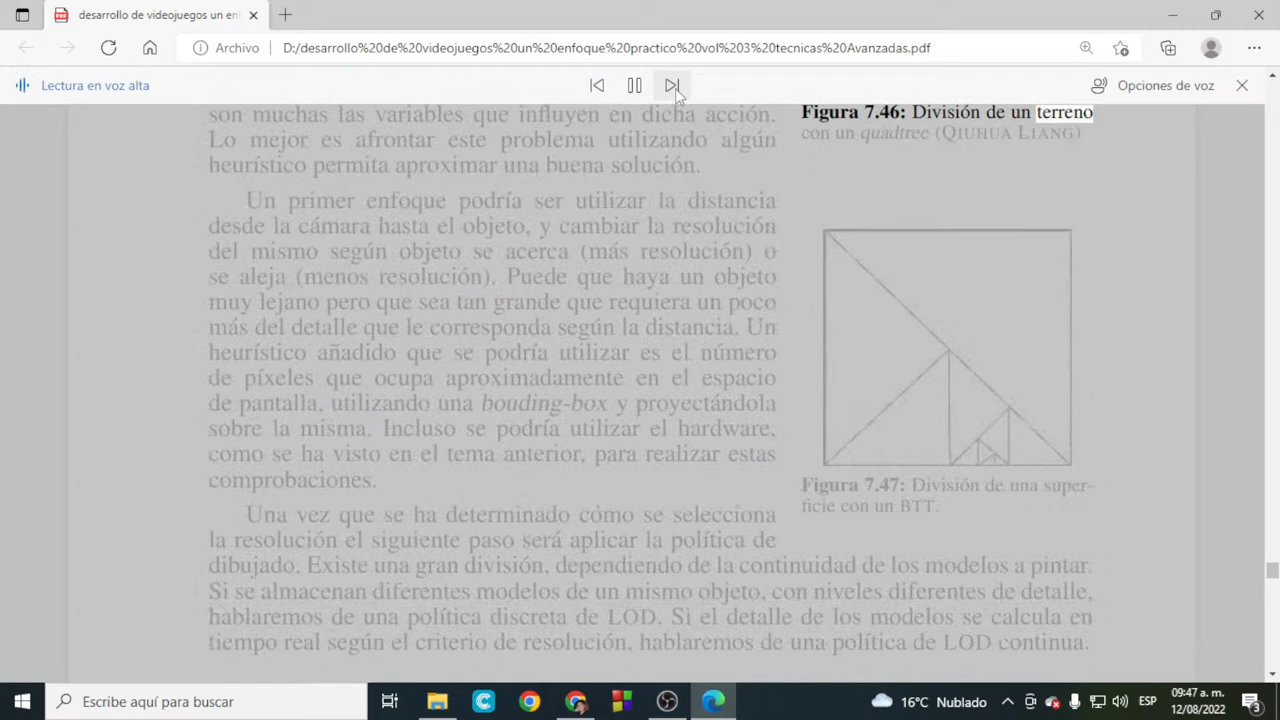 desarrollo de videojuegos un en
Archivo
D:/desarrollo%20de%20videojuegos%20un%20enfoque%20practico%20vol%203%20tecnicas%20Avanzadas.pdf
Lectura en voz alta
Opciones de voz
son muchas las variables que influyen en dicha acción.
Lo mejor es afrontar este problema utilizando algún
heurístico permita aproximar una buena solución.
Un primer enfoque podría ser utilizar la distancia
desde la cámara hasta el objeto, y cambiar la resolución
del mismo según objeto se acerca (más resolución) o
se aleja (menos resolución). Puede que haya un objeto
muy lejano pero que sea tan grande que requiera un poco
más del detalle que le corresponda según la distancia. Un
heurístico añadido que se podría utilizar es el número
de píxeles que ocupa aproximadamente en el espacio
de pantalla, utilizando una bouding-box y proyectándola
sobre la misma. Incluso se podría utilizar el hardware,
como se ha visto en el tema anterior, para realizar estas
comprobaciones.
Una vez que se ha determinado cómo se selecciona
la resolución el siguiente paso será aplicar la política de
dibujado. Existe una gran división, dependiendo de la continuidad de los modelos a pintar.
Si se almacenan diferentes modelos de un mismo objeto, con niveles diferentes de detalle,
hablaremos de una política discreta de LOD. Si el detalle de los modelos se calcula en
tiempo real según el criterio de resolución, hablaremos de una política de LOD continua.
Figura 7.46: División de un terreno
con un quadtree (QIUHUA LIANG)
Figura 7.47: División de una super-
ficie con un BTT.
Escribe aquí para buscar
16°C Nublado
ESP
09:47 a. m.
12/08/2022
3